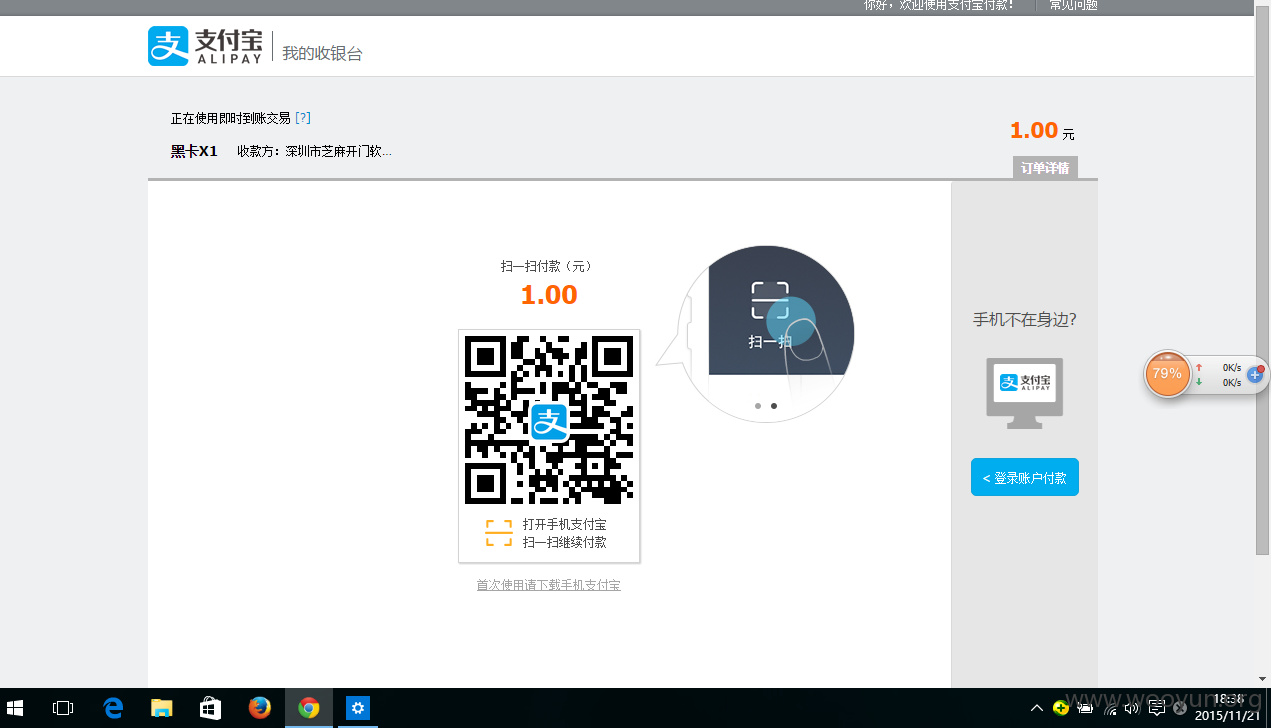 你好，欢迎使用支付宝付款！ 常见问题
支付宝
ALIPAY
我的收银台
正在使用即时到账交易 [?]
1.00 元
黑卡X1 收款方：深圳市芝麻开门软...
订单详情
扫一扫付款（元）
1.00
扫一扫
手机不在身边?
支付宝
ALIPAY
79%
0K/s
0K/s
< 登录账户付款
支
打开手机支付宝
扫一扫继续付款
首次使用请下载手机支付宝
www.wooyun.org
18:38
2015/11/21